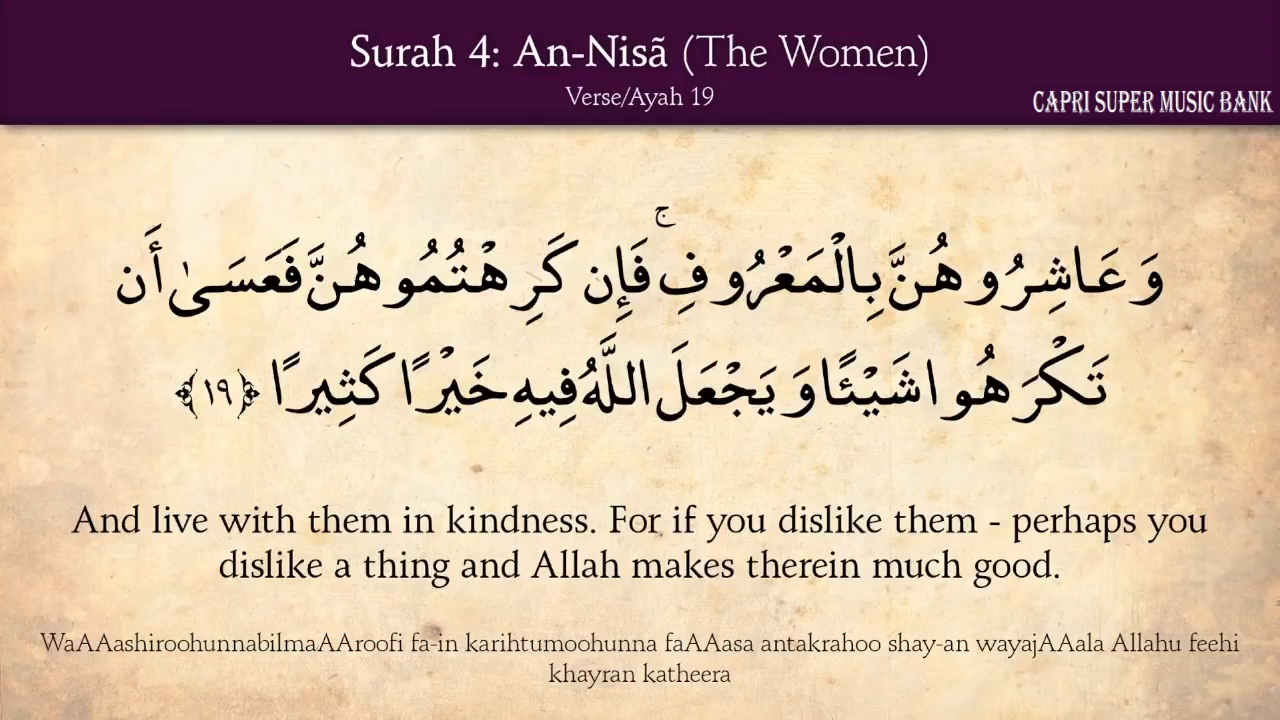 Surah 4: An-Nisã (The Women)
Verse/Ayah 19
CAPRI SUPER MUSIC BANK
ۚ
وَعَاشِرُوهُنَّ بِالْمَعْرُوفِ ۚ فَإِن كَرِهْتُمُوهُنَّ فَعَسَىٰ أَن
تَكْرَهُوا شَيْئًا وَيَجْعَلَ اللَّهُ فِيهِ خَيْرًا كَثِيرًا ﴿١٩﴾
And live with them in kindness. For if you dislike them - perhaps you
dislike a thing and Allah makes therein much good.
WaAAashiroohunnabilmaAAroofi fa-in karihtumoohunna faAAasa antakrahoo shay-an wayajAAala Allahu feehi
khayran katheera